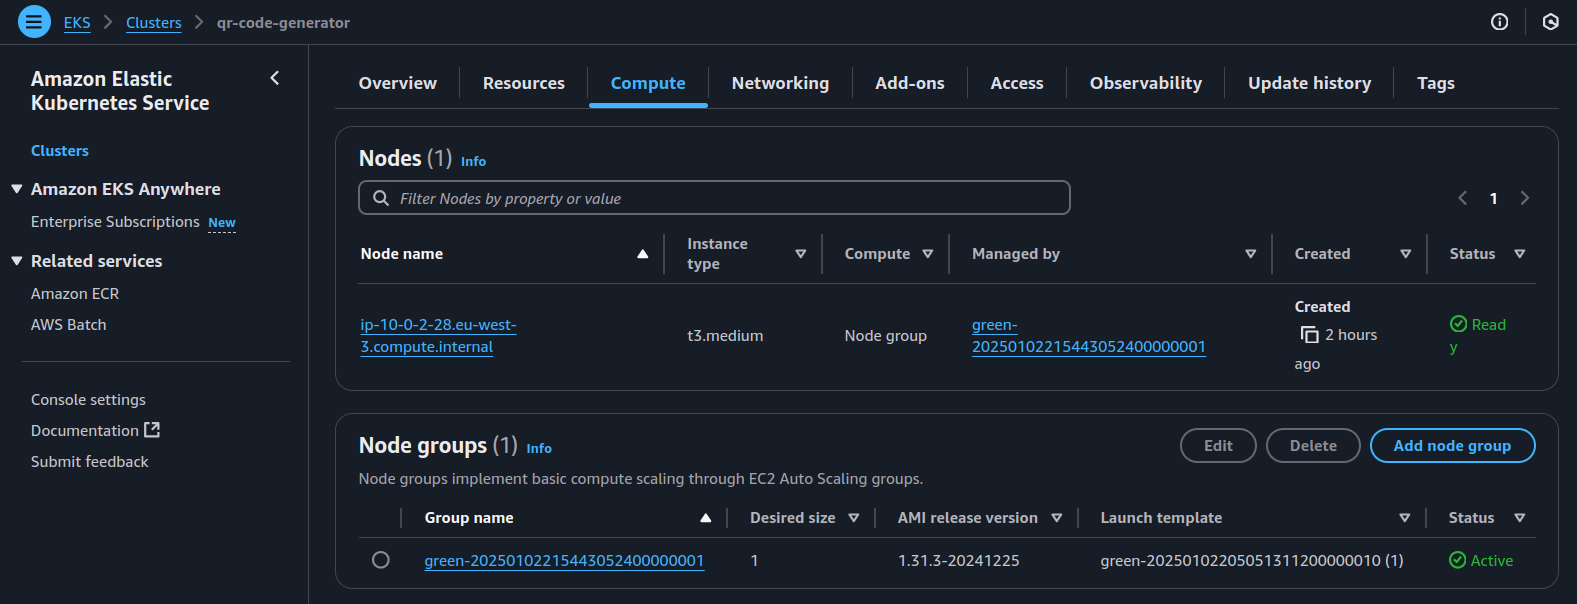 EKS > Clusters > qr-code-generator
Amazon Elastic
Kubernetes Service
Clusters
Amazon EKS Anywhere
Enterprise Subscriptions New
Related services
Amazon ECR
AWS Batch
Console settings
Documentation
Submit feedback
Overview Resources Compute Networking Add-ons Access Observability Update history Tags
Nodes (1) Info
Filter Nodes by property or value
1
Node name Instance type Compute Managed by Created Status
ip-10-0-2-28.eu-west-
3.compute.internal
t3.medium
Node group
green-
20250102215443052400000001
Created
2 hours
ago
Read
y
Node groups (1) Info
Edit Delete Add node group
Node groups implement basic compute scaling through EC2 Auto Scaling groups.
Group name Desired size AMI release version Launch template Status
green-20250102215443052400000001 1 1.31.3-20241225 green-20250102205051311200000010 (1) Active